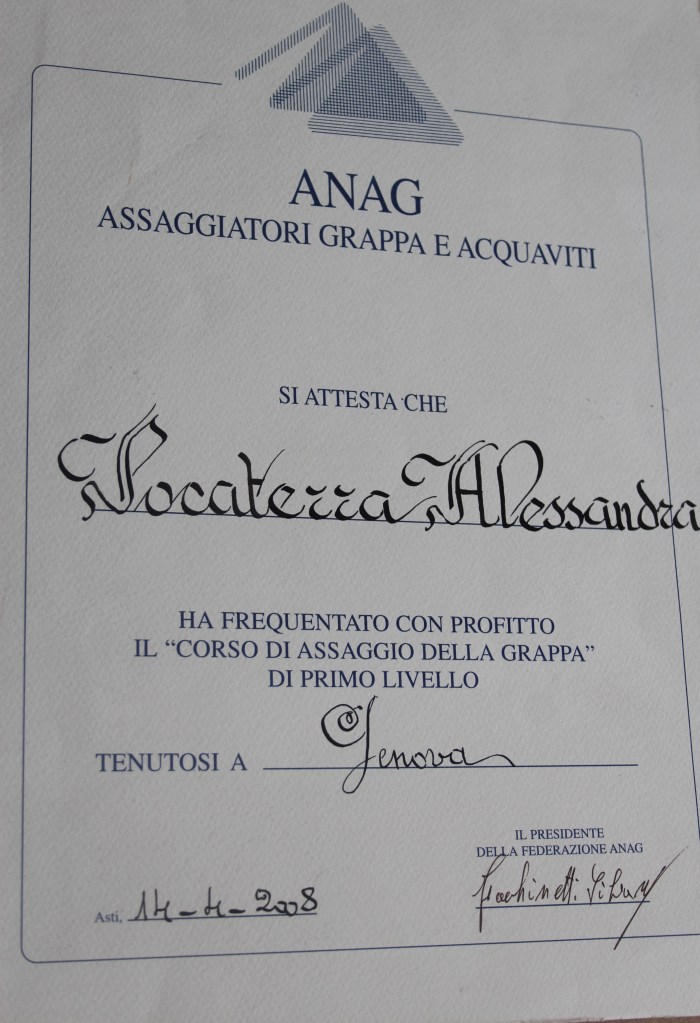 ANAG
ASSAGGIATORI GRAPPA E ACQUAVITI
SI ATTESTA CHE
Pocaterra Alessandra
HA FREQUENTATO CON PROFITTO
IL “CORSO DI ASSAGGIO DELLA GRAPPA”
DI PRIMO LIVELLO
TENUTOSI A Genova
IL PRESIDENTE
DELLA FEDERAZIONE ANAG
Asti, 14-4-2008